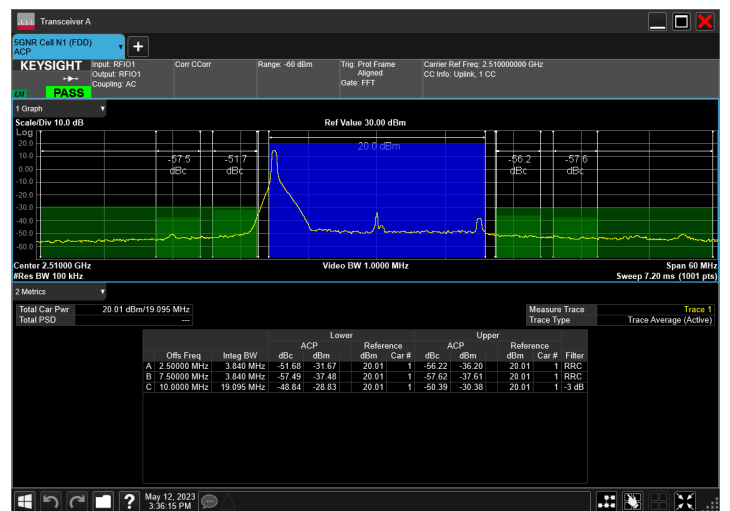 Transceiver A
5GNR Cell N1 (FDD)
ACP
KEYSIGHT
LXI
PASS
Input: RFIO1
Output: RFIO1
Coupling: AC
Corr CCorr
Range: -60 dBm
Trig: Prot Frame
Aligned
Gate: FFT
Carrier Ref Freq: 2.510000000 GHz
CC Info: Uplink, 1 CC
1 Graph
Scale/Div 10.0 dB
Ref Value 30.00 dBm
Log
20.0
10.0
0.00
-10.0
-20.0
-30.0
-40.0
-50.0
-60.0
-57.5
dBc
-51.7
dBc
20.0 dBm
-56.2
dBc
-57.6
dBc
Center 2.51000 GHz
Video BW 1.0000 MHz
Span 60 MHz
#Res BW 100 kHz
Sweep 7.20 ms (1001 pts)
2 Metrics
Total Car Pwr 20.01 dBm/19.095 MHz
Total PSD ---
Measure Trace Trace 1
Trace Type Trace Average (Active)
Lower Upper
ACP Reference ACP Reference
Offs Freq Integ BW dBc dBm dBm Car # dBc dBm dBm Car # Filter
A 2.50000 MHz 3.840 MHz -51.68 -31.67 20.01 1 -56.22 -36.20 20.01 1 RRC
B 7.50000 MHz 3.840 MHz -57.49 -37.48 20.01 1 -57.62 -37.61 20.01 1 RRC
C 10.0000 MHz 19.095 MHz -48.84 -28.83 20.01 1 -50.39 -30.38 20.01 1 -3 dB
May 12, 2023
3:36:15 PM